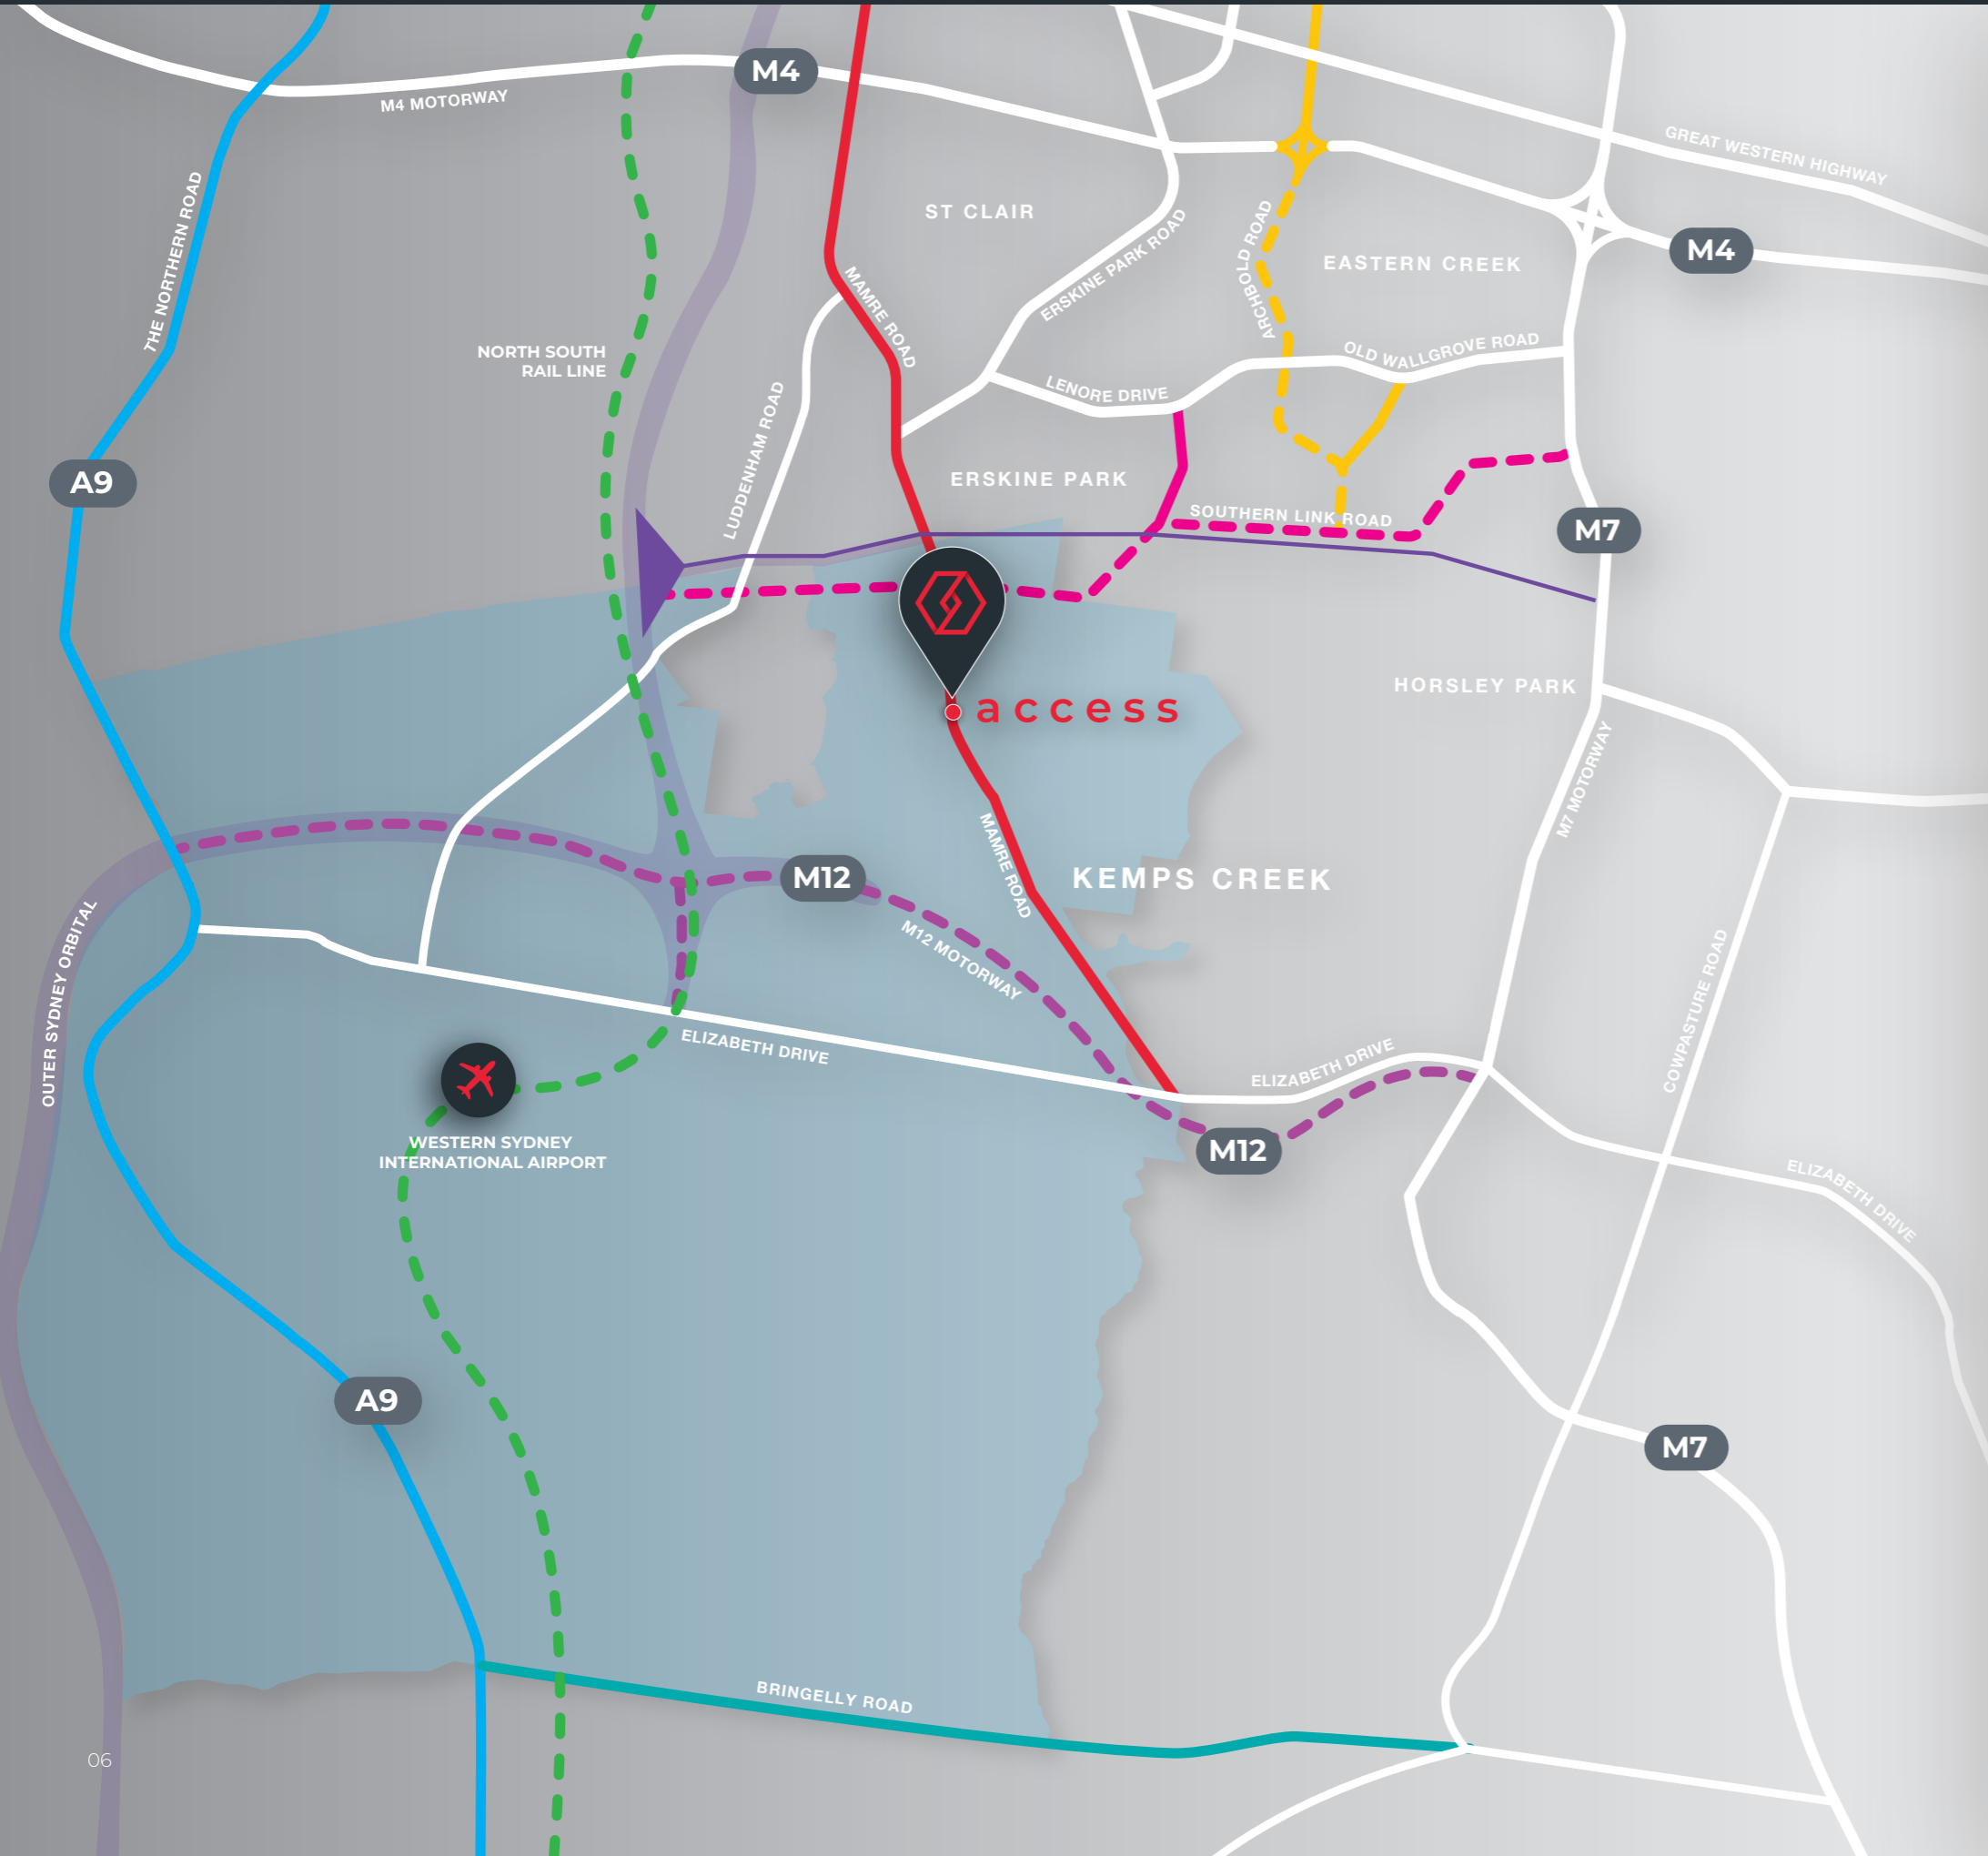 M4
M4 MOTORWAY
GREAT WESTERN HIGHWAY
THE NORTHERN ROAD
ST CLAIR
ERSKINE PARK ROAD
ARCHBOLD ROAD
EASTERN CREEK
M4
MAMRE ROAD
NORTH SOUTH
RAIL LINE
OLD WALLGROVE ROAD
LENORE DRIVE
LUDDENHAM ROAD
A9
ERSKINE PARK
SOUTHERN LINK ROAD
M7
HORSLEY PARK
access
M7 MOTORWAY
MAMRE ROAD
M12
KEMPS CREEK
OUTER SYDNEY ORBITAL
M12 MOTORWAY
COWPASTURE ROAD
ELIZABETH DRIVE
ELIZABETH DRIVE
WESTERN SYDNEY
INTERNATIONAL AIRPORT
M12
ELIZABETH DRIVE
A9
M7
BRINGELLY ROAD
06